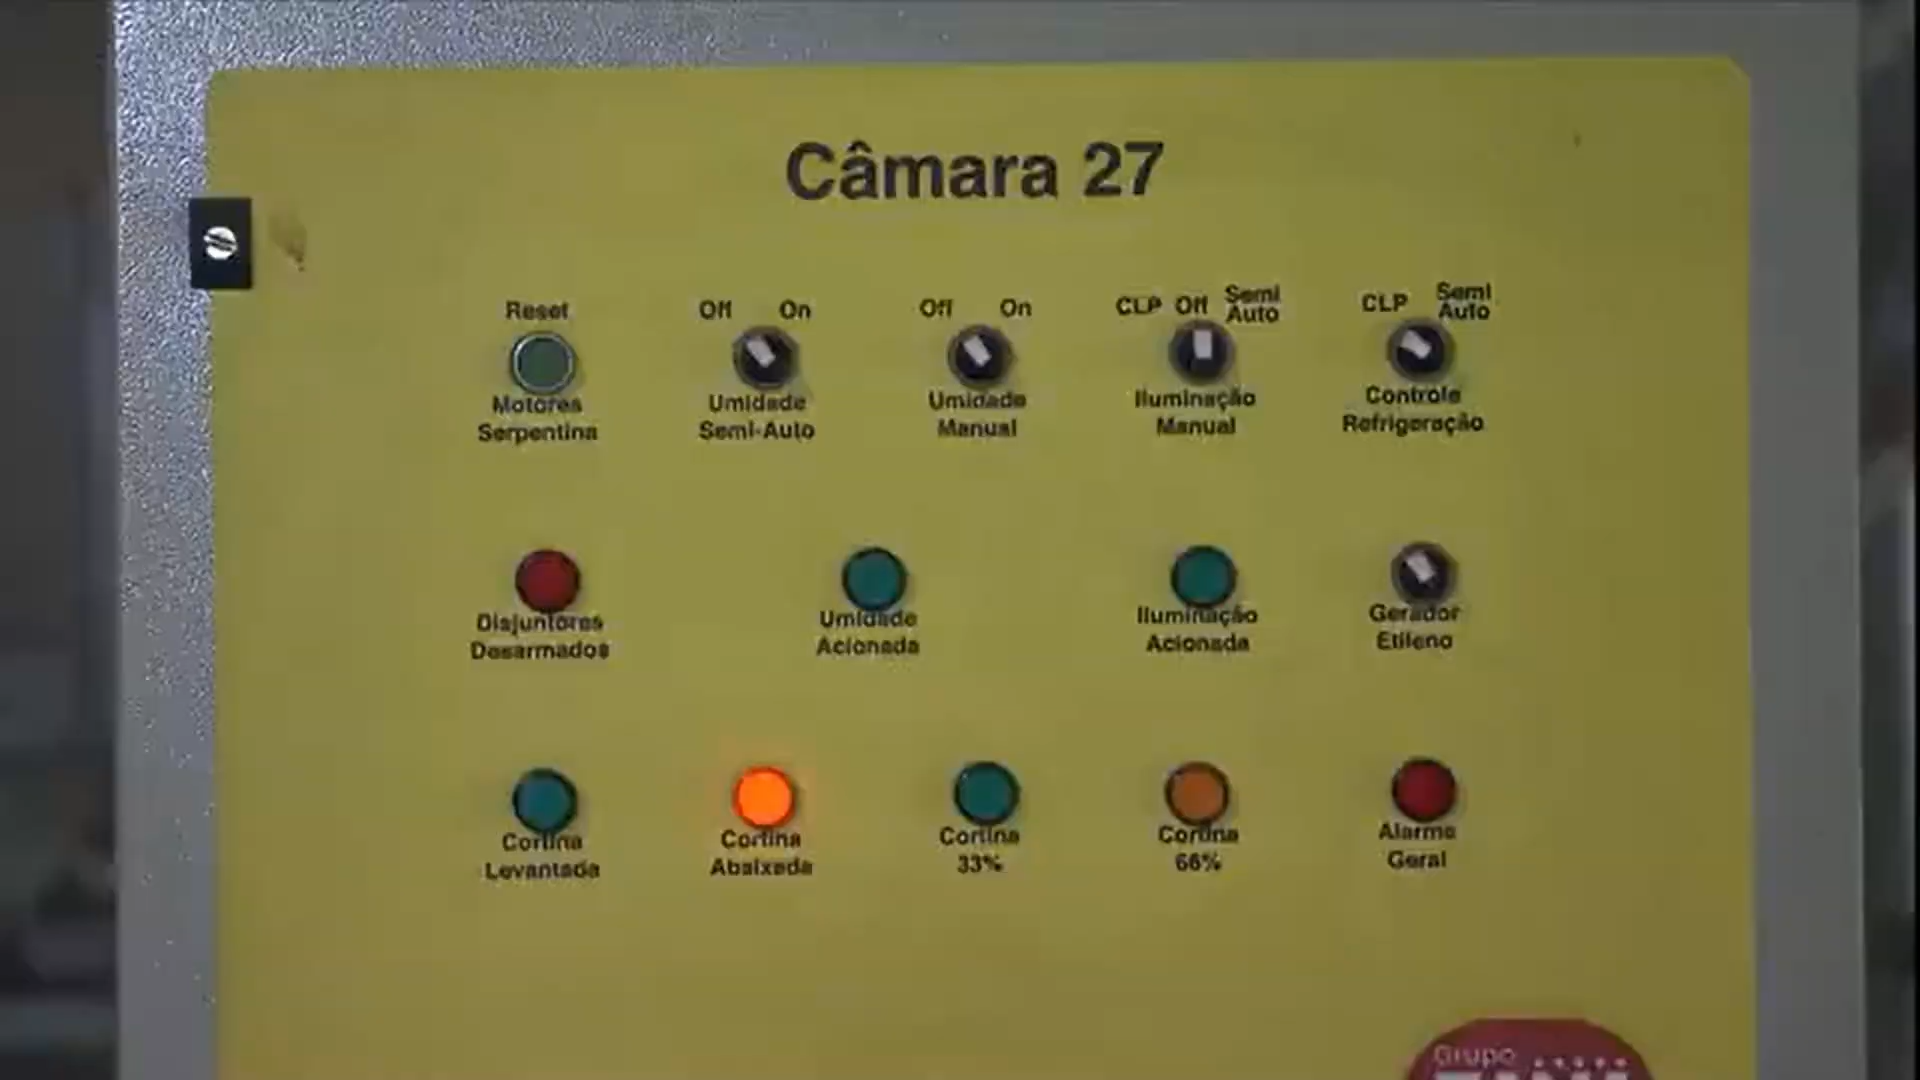 Câmara 27
Reset
Off On
Off On
CLP Off Semi Auto
CLP Semi Auto
Motores
Serpentina
Umidade
Semi-Auto
Umidade
Manual
Iluminação
Manual
Controle
Refrigeração
Disjuntores
Desarmados
Umidade
Acionada
Iluminação
Acionada
Gerador
Etileno
Cortina
Levantada
Cortina
Abaixada
Cortina
33%
Cortina
66%
Alarme
Geral
Grupo